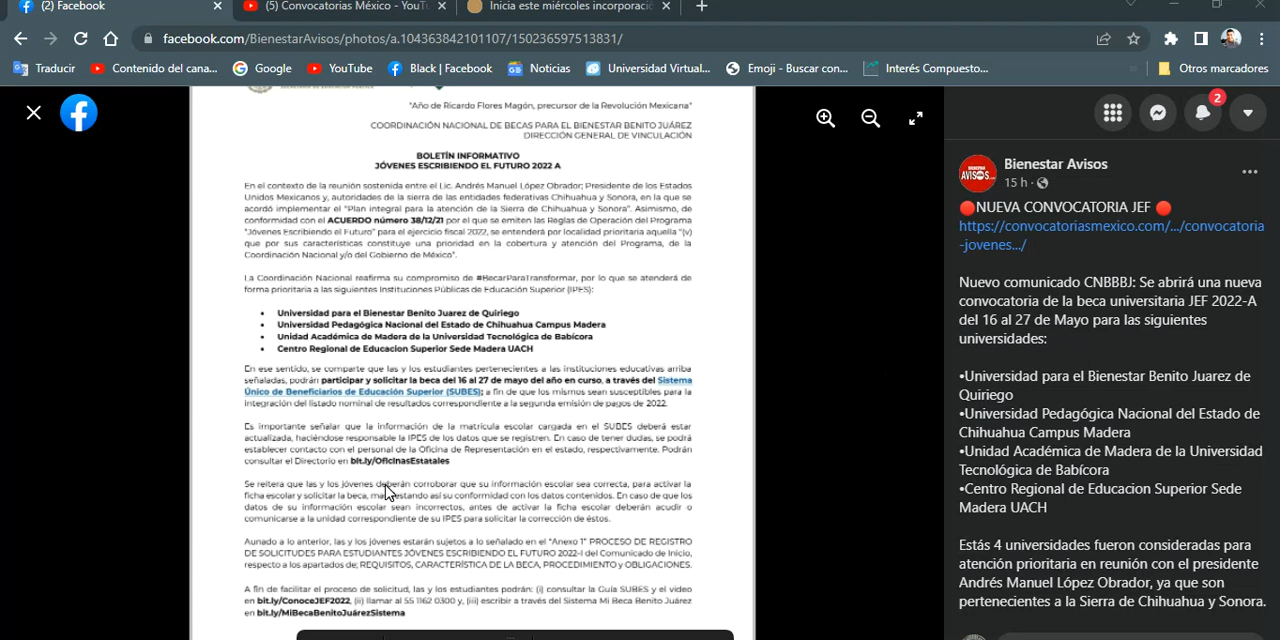 (2) Facebook
(5) Convocatorias México - YouTu
Inicia este miércoles incorporació
facebook.com/BienestarAvisos/photos/a.104363842101107/150236597513831/
Traducir
Contenido del cana...
Google
YouTube
Black | Facebook
Noticias
Universidad Virtual...
Emoji - Buscar con...
Interés Compuesto...
Otros marcadores
"Año de Ricardo Flores Magón, precursor de la Revolución Mexicana"
COORDINACIÓN NACIONAL DE BECAS PARA EL BIENESTAR BENITO JUÁREZ
DIRECCIÓN GENERAL DE VINCULACIÓN
BOLETÍN INFORMATIVO
JÓVENES ESCRIBIENDO EL FUTURO 2022 A
En el contexto de la reunión sostenida entre el Lic. Andrés Manuel López Obrador; Presidente de los Estados
Unidos Mexicanos y, autoridades de la sierra de las entidades federativas Chihuahua y Sonora, en la que se
acordó implementar el "Plan integral para la atención de la Sierra de Chihuahua y Sonora". Asimismo, de
conformidad con el ACUERDO número 38/12/21 por el que se emiten las Reglas de Operación del Programa
"Jóvenes Escribiendo el Futuro" para el ejercicio fiscal 2022, se entenderá por localidad prioritaria aquella "(v)
que por sus características constituye una prioridad en la cobertura y atención del Programa, de la
Coordinación Nacional y/o del Gobierno de México".
La Coordinación Nacional reafirma su compromiso de #BecarParaTransformar, por lo que se atenderá de
forma prioritaria a las siguientes Instituciones Públicas de Educación Superior (IPES):
• Universidad para el Bienestar Benito Juarez de Quiriego
• Universidad Pedagógica Nacional del Estado de Chihuahua Campus Madera
• Unidad Académica de Madera de la Universidad Tecnológica de Babícora
• Centro Regional de Educacion Superior Sede Madera UACH
En ese sentido, se comparte que las y los estudiantes pertenecientes a las instituciones educativas arriba
señaladas, podrán participar y solicitar la beca del 16 al 27 de mayo del año en curso, a través del Sistema
Único de Beneficiarios de Educación Superior (SUBES); a fin de que los mismos sean susceptibles para la
integración del listado nominal de resultados correspondiente a la segunda emisión de pagos de 2022.
Es importante señalar que la información de la matrícula escolar cargada en el SUBES deberá estar
actualizada, haciéndose responsable la IPES de los datos que se registren. En caso de tener dudas, se podrá
establecer contacto con el personal de la Oficina de Representación en el estado, respectivamente. Podrán
consultar el Directorio en bit.ly/OficinasEstatales
Se reitera que las y los jóvenes deberán corroborar que su información escolar sea correcta, para activar la
ficha escolar y solicitar la beca, manifestando así su conformidad con los datos contenidos. En caso de que los
datos de su información escolar sean incorrectos, antes de activar la ficha escolar deberán acudir o
comunicarse a la unidad correspondiente de su IPES para solicitar la corrección de éstos.
Aunado a lo anterior, las y los jóvenes estarán sujetos a lo señalado en el "Anexo 1" PROCESO DE REGISTRO
DE SOLICITUDES PARA ESTUDIANTES JÓVENES ESCRIBIENDO EL FUTURO 2022-I del Comunicado de Inicio,
respecto a los apartados de; REQUISITOS, CARACTERÍSTICA DE LA BECA, PROCEDIMIENTO y OBLIGACIONES.
A fin de facilitar el proceso de solicitud, las y los estudiantes podrán: (i) consultar la Guía SUBES y el video
en bit.ly/ConoceJEF2022, (ii) llamar al 55 1162 0300 y, (iii) escribir a través del Sistema Mi Beca Benito Juárez
en bit.ly/MiBecaBenitoJuárezSistema
2
BIENESTAR
AVISOS
Bienestar Avisos
15 h ·
NUEVA CONVOCATORIA JEF
https://convocatoriasmexico.com/.../convocatoria
-jovenes.../
Nuevo comunicado CNBBBJ: Se abrirá una nueva
convocatoria de la beca universitaria JEF 2022-A
del 16 al 27 de Mayo para las siguientes
universidades:
•Universidad para el Bienestar Benito Juarez de
Quiriego
•Universidad Pedagógica Nacional del Estado de
Chihuahua Campus Madera
•Unidad Académica de Madera de la Universidad
Tecnológica de Babícora
•Centro Regional de Educacion Superior Sede
Madera UACH
Estás 4 universidades fueron consideradas para
atención prioritaria en reunión con el presidente
Andrés Manuel López Obrador, ya que son
pertenecientes a la Sierra de Chihuahua y Sonora.